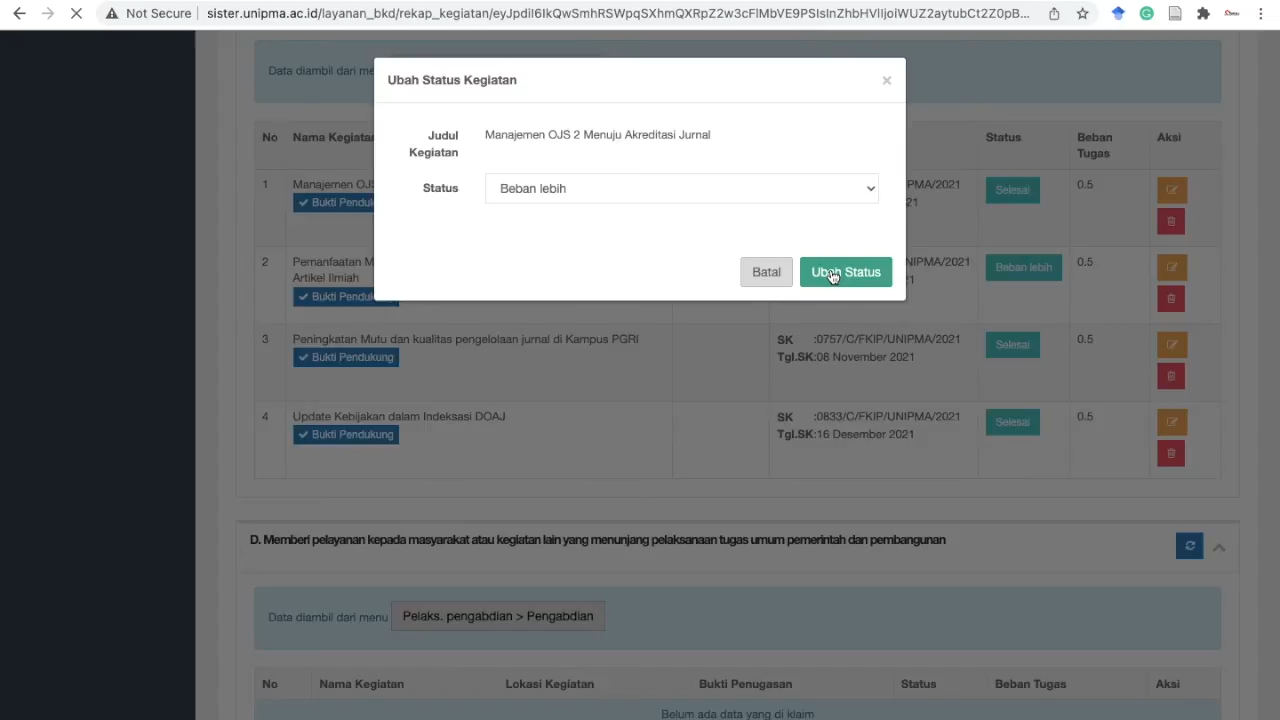 Not Secure
sister.unipma.ac.id/layanan_bkd/rekap_kegiatan/
Data diambil dari me
Ubah Status Kegiatan
×
Judul Kegiatan
Manajemen OJS 2 Menuju Akreditasi Jurnal
Status
Beban lebih
Batal
Ubah Status
No
Nama Kegiatan
Status
Beban Tugas
Aksi
1
Manajemen OJS
Bukti Penduk
PMA/2021
21
Selesai
0.5
2
Pemanfaatan M
Artikel Ilmiah
Bukti Penduk
NIPMA/2021
1
Beban lebih
0.5
3
Peningkatan Mutu dan kualitas pengelolaan jurnal di Kampus PGRI
Bukti Pendukung
SK :0757/C/FKIP/UNIPMA/2021
Tgl.SK:08 November 2021
Selesai
0.5
4
Update Kebijakan dalam Indeksasi DOAJ
Bukti Pendukung
SK :0833/C/FKIP/UNIPMA/2021
Tgl.SK:16 Desember 2021
Selesai
0.5
D. Memberi pelayanan kepada masyarakat atau kegiatan lain yang menunjang pelaksanaan tugas umum pemerintah dan pembangunan
Data diambil dari menu Pelaks. pengabdian > Pengabdian
No Nama Kegiatan Lokasi Kegiatan Bukti Penugasan Status Beban Tugas Aksi
Belum ada data yang di klaim